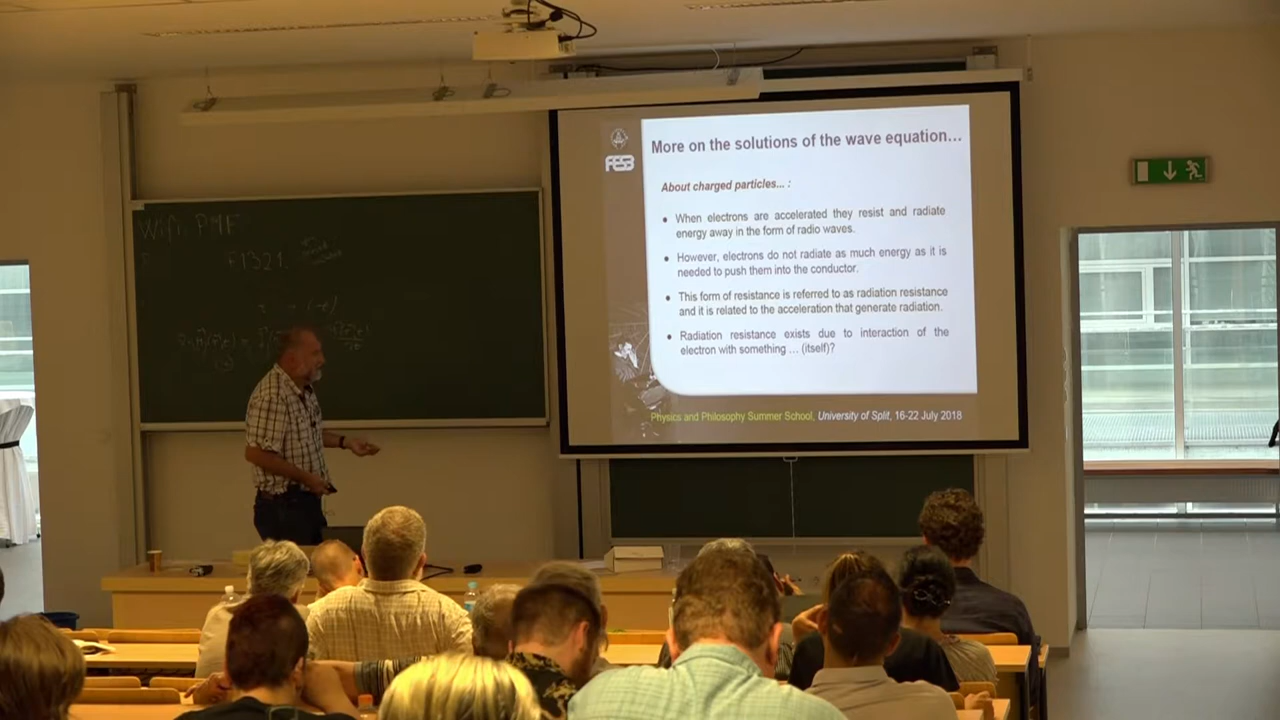 WiFi PMF
F1321
FESB
More on the solutions of the wave equation…
About charged particles... :
• When electrons are accelerated they resist and radiate
energy away in the form of radio waves.
• However, electrons do not radiate as much energy as it is
needed to push them into the conductor.
• This form of resistance is referred to as radiation resistance
and it is related to the acceleration that generate radiation.
• Radiation resistance exists due to interaction of the
electron with something … (itself)?
Physics and Philosophy Summer School, University of Split, 16-22 July 2018